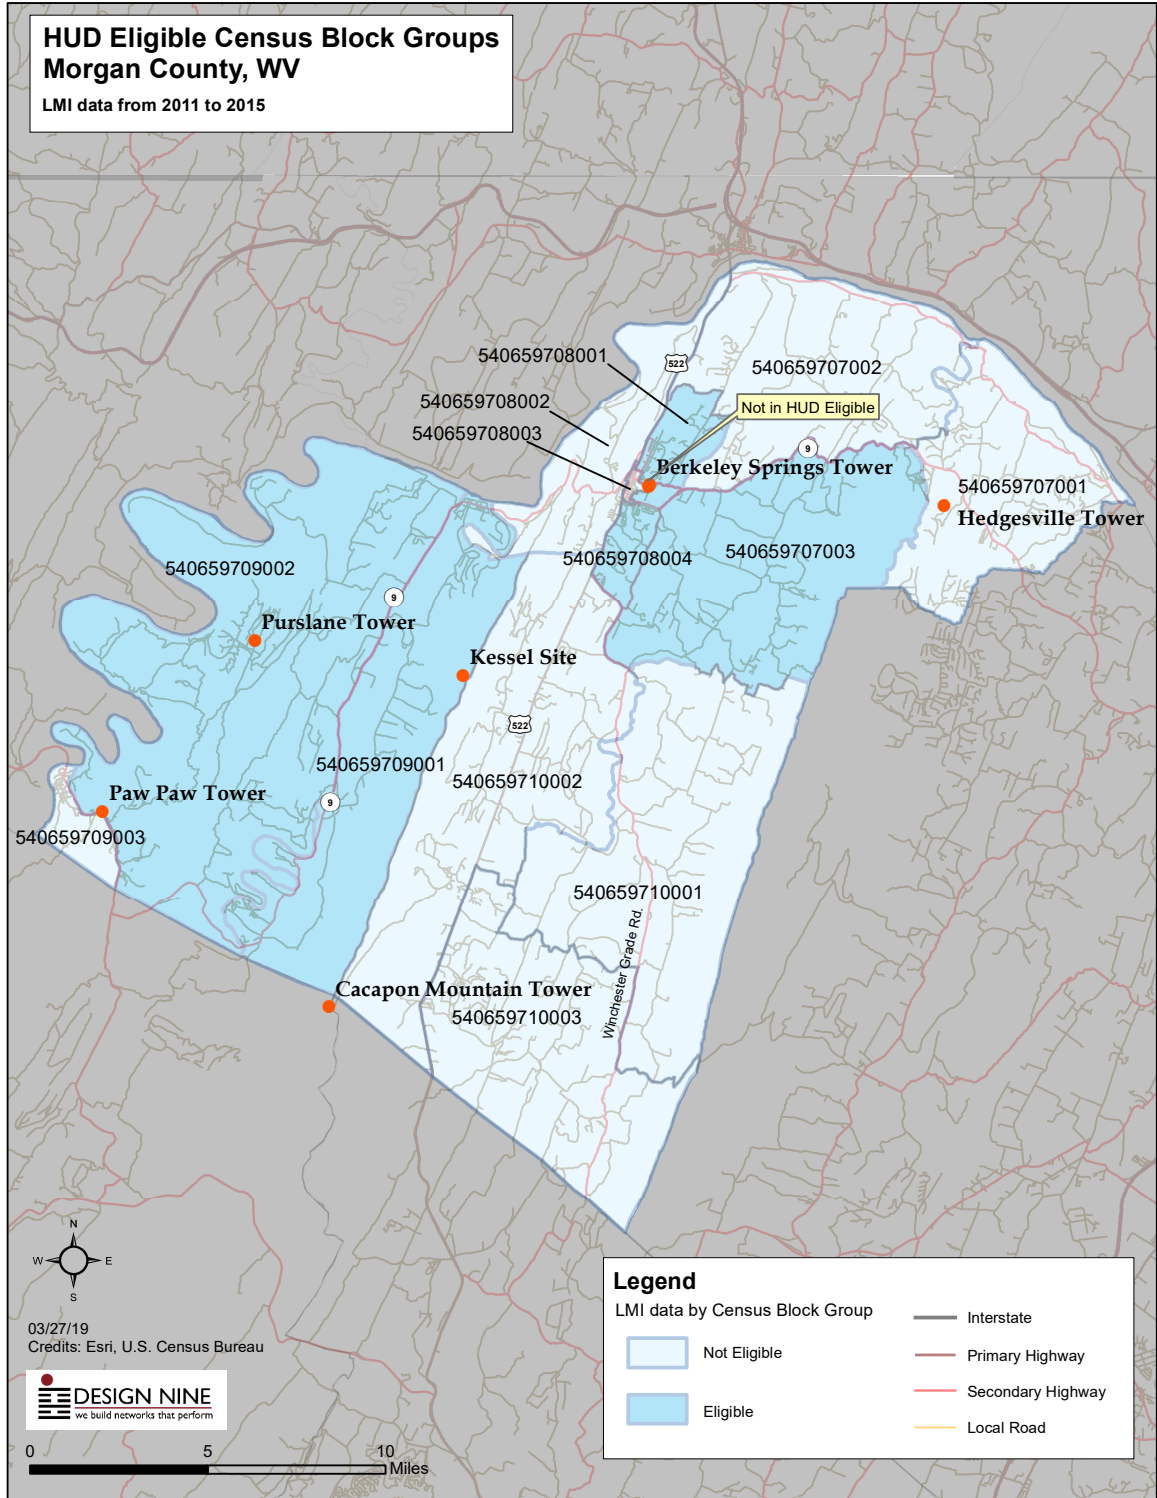 HUD Eligible Census Block Groups
Morgan County, WV
LMI data from 2011 to 2015
540659708001
522
540659707002
540659708002
Not in HUD Eligible
540659708003
9
Berkeley Springs Tower
540659707001
Hedgesville Tower
540659707003
540659708004
540659709002
9
Purslane Tower
Kessel Site
522
540659709001
540659710002
Paw Paw Tower
9
540659709003
540659710001
Winchester Grade Rd.
Cacapon Mountain Tower
540659710003
N
W
E
S
03/27/19
Credits: Esri, U.S. Census Bureau
DESIGN NINE
we build networks that perform
0
5
10
Miles
Legend
LMI data by Census Block Group
Not Eligible
Eligible
Interstate
Primary Highway
Secondary Highway
Local Road